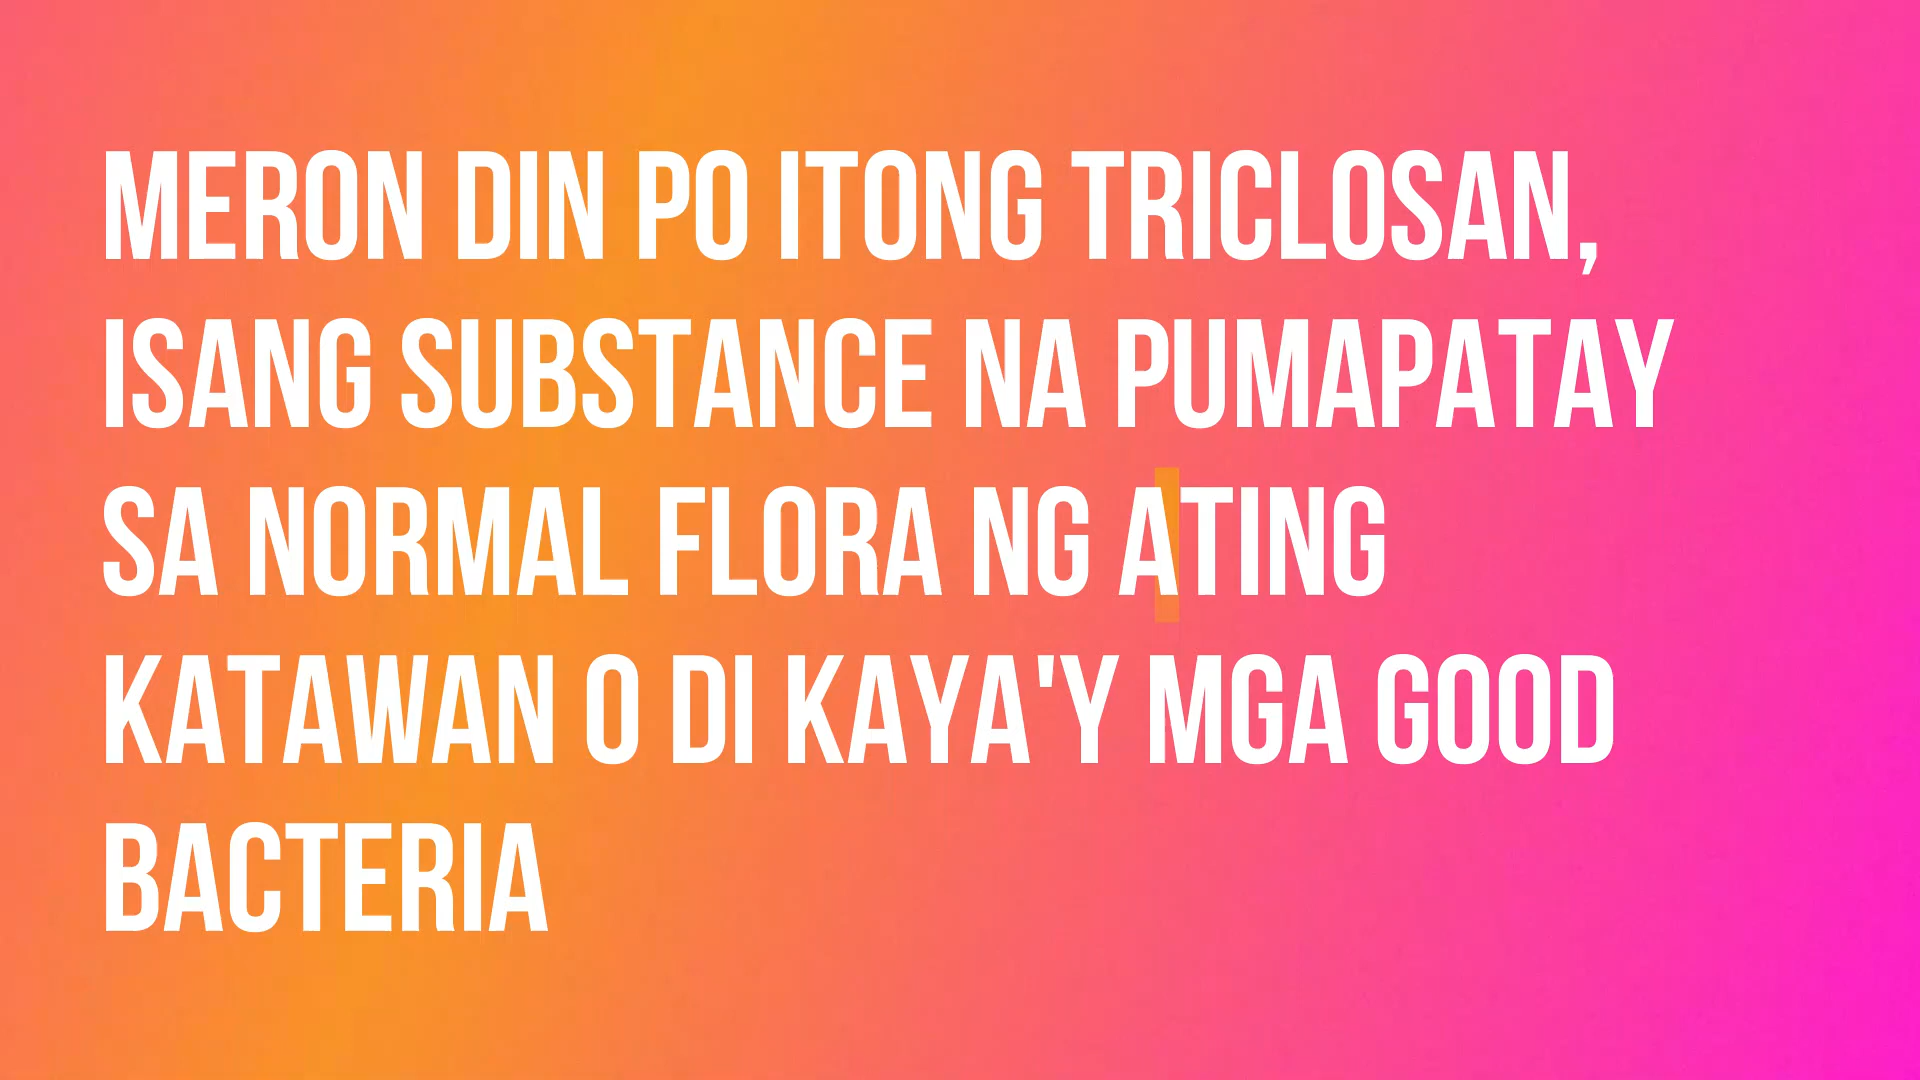 MERON DIN PO ITONG TRICLOSAN,
ISANG SUBSTANCE NA PUMAPATAY
SA NORMAL FLORA NG ATING
KATAWAN O DI KAYA'Y MGA GOOD
BACTERIA